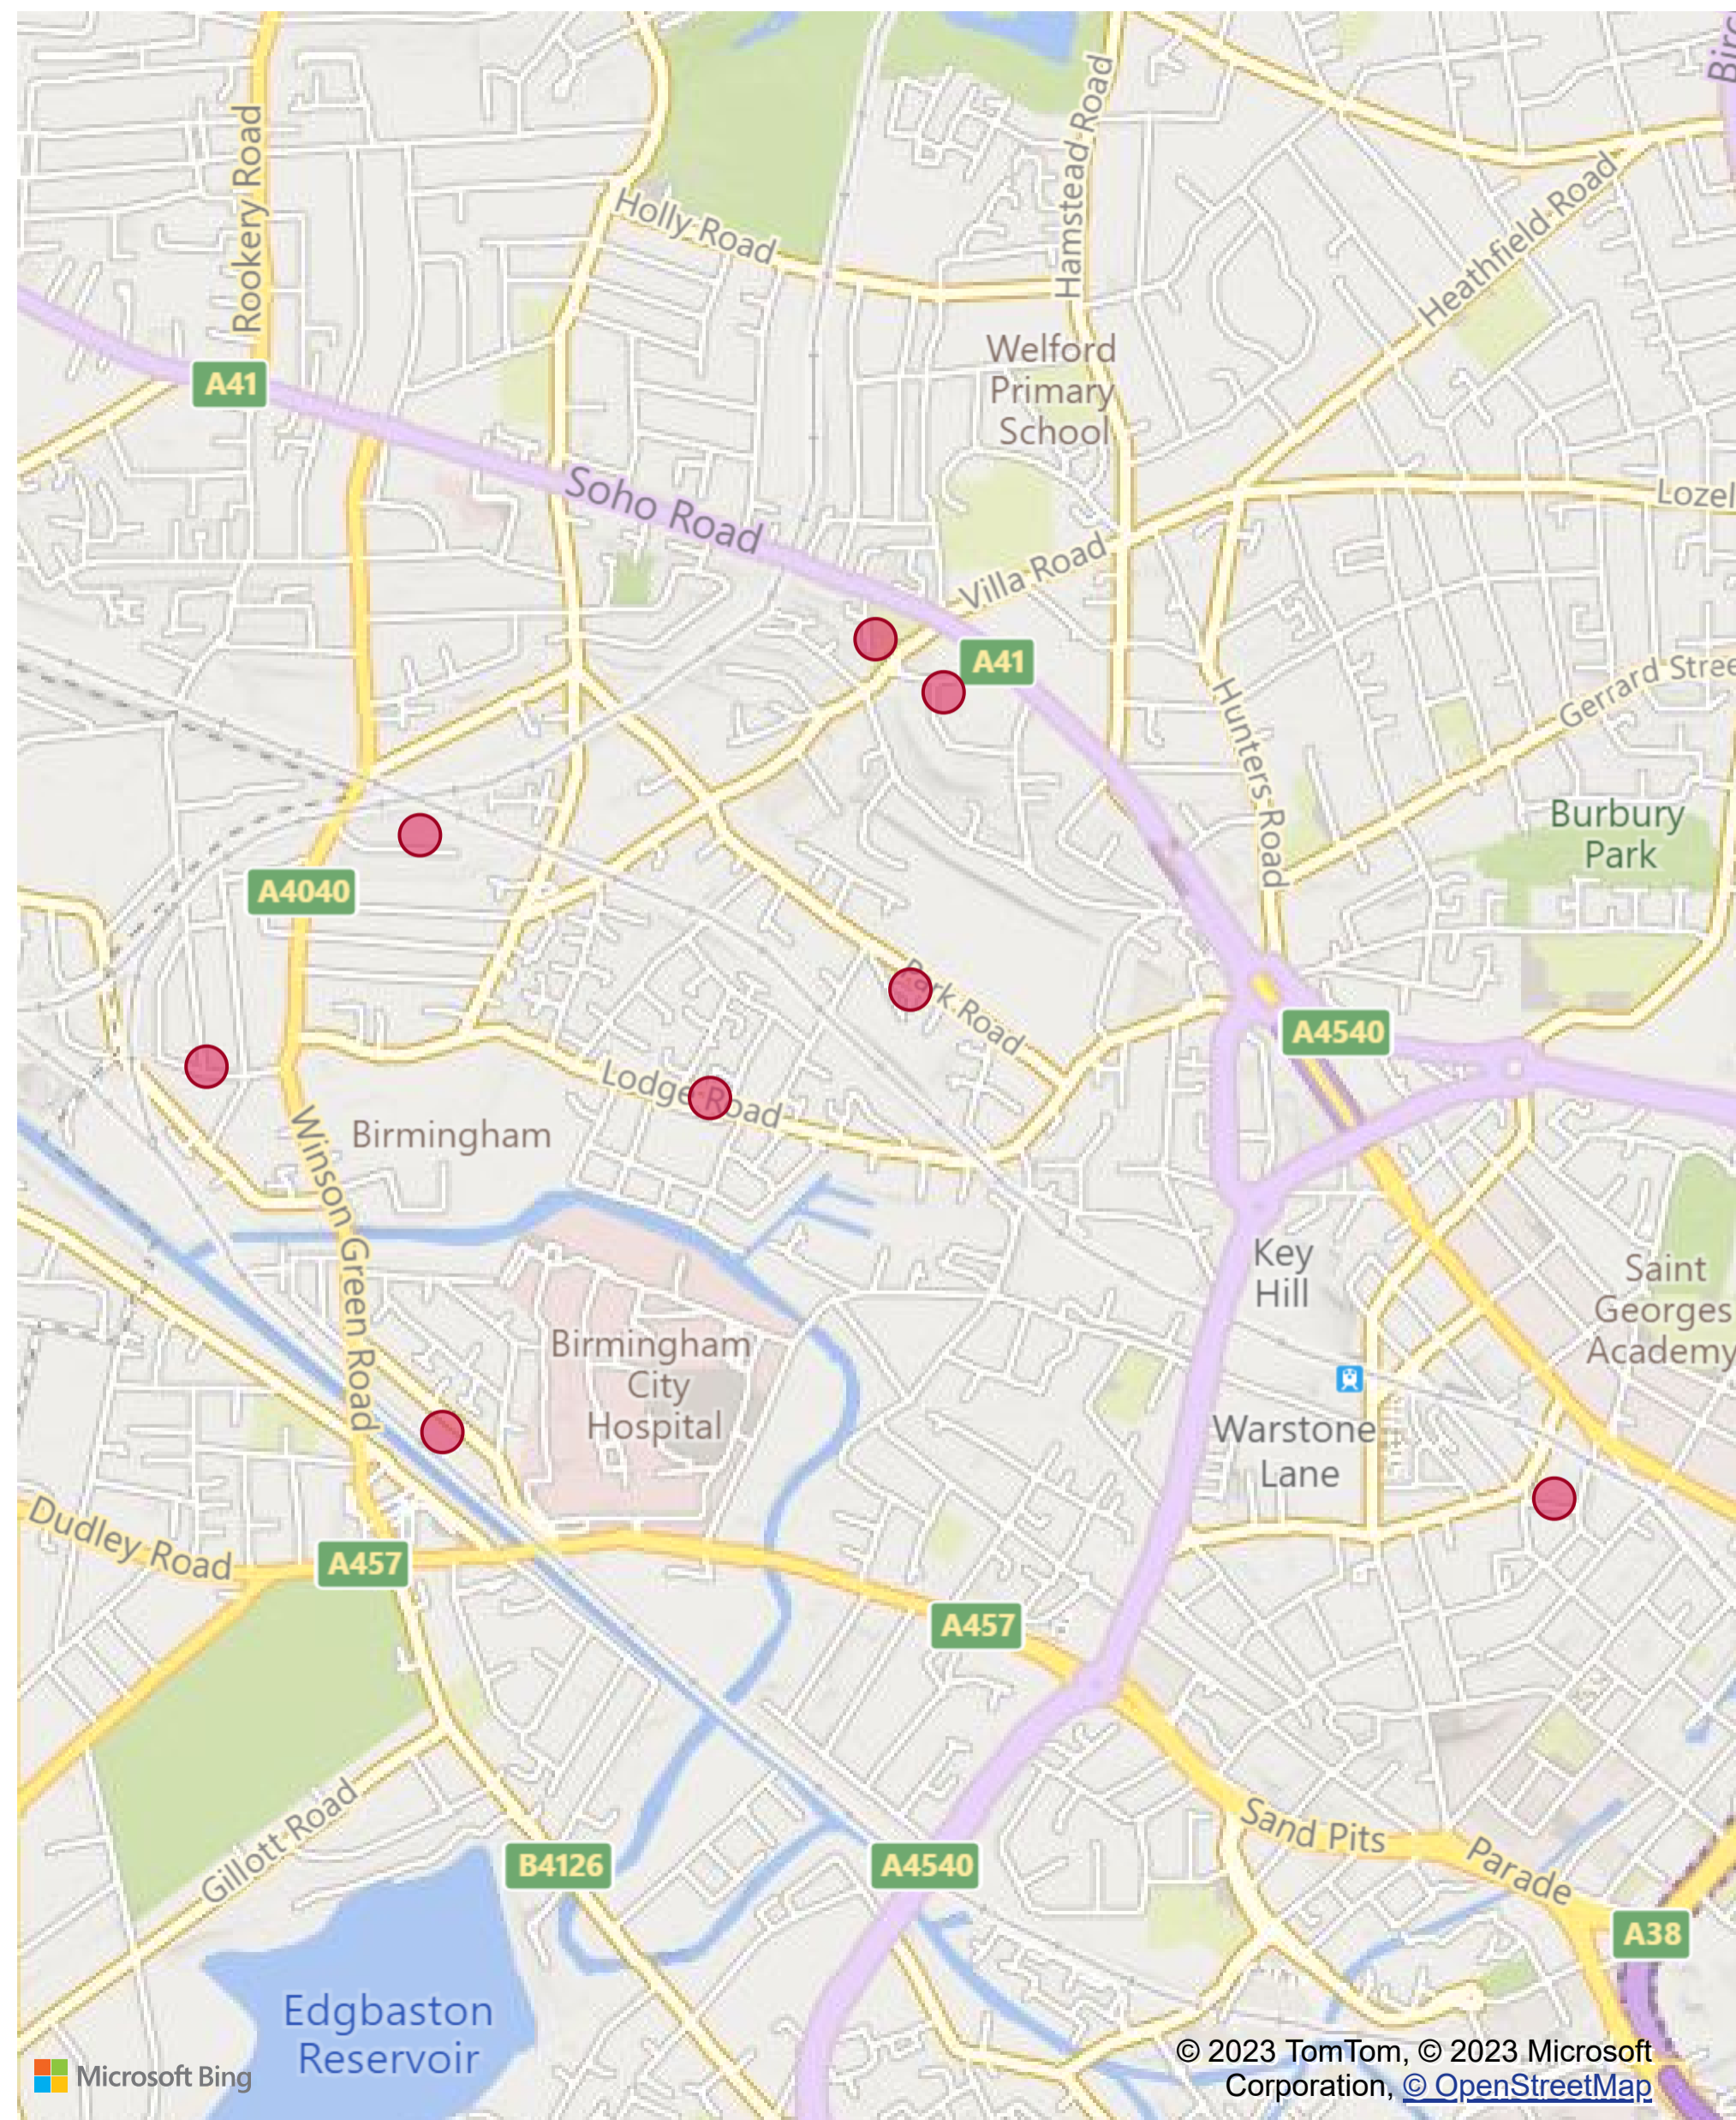 Birc
Rookery Road
Hamstead Road
Holly Road
Heathfield Road
Welford
Primary
School
A41
Soho Road
Lozel
Villa Road
A41
Gerrard Stree
Hunters Road
Burbury
Park
A4040
Park Road
A4540
Lodge Road
Birmingham
Winson Green Road
Key
Hill
Saint
Georges
Academy
Birmingham
City
Hospital
Warstone
Lane
Dudley Road
A457
A457
Gillott Road
Sand Pits
Parade
B4126
A4540
A38
Edgbaston
Reservoir
Microsoft Bing
© 2023 TomTom, © 2023 Microsoft
Corporation, © OpenStreetMap